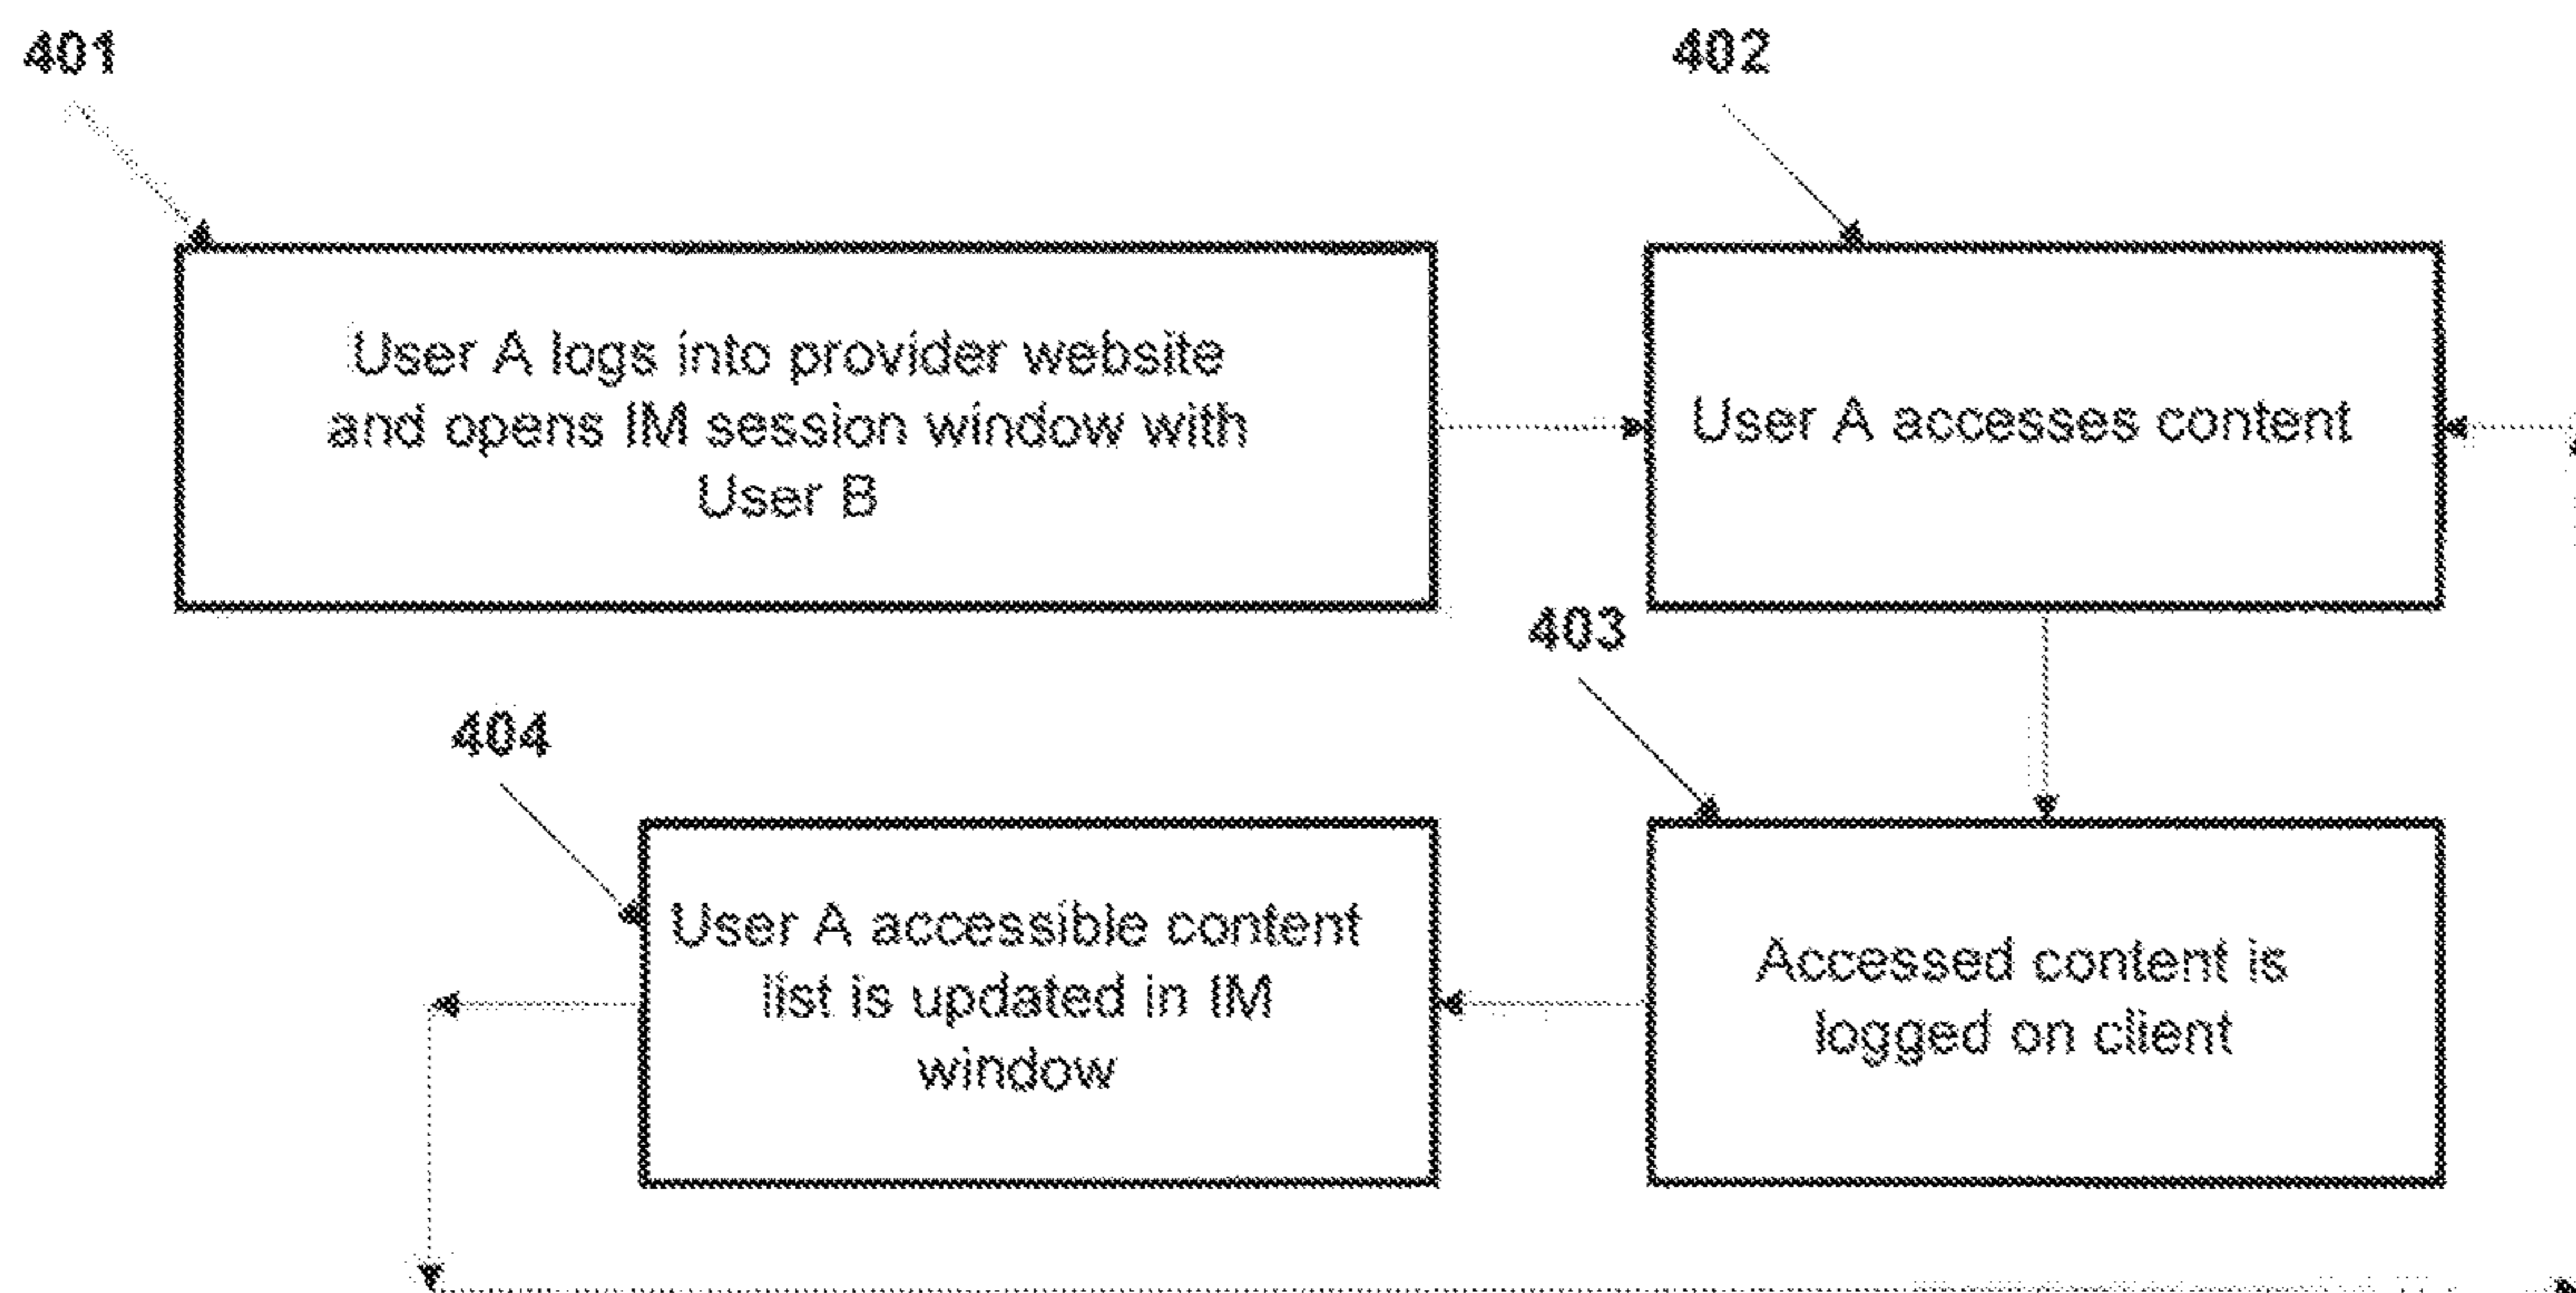 401
402
User A logs into provider website
and opens IM session window with
User B
User A accesses content
403
404
User A accessible content
list is updated in IM
window
Accessed content is
logged on client